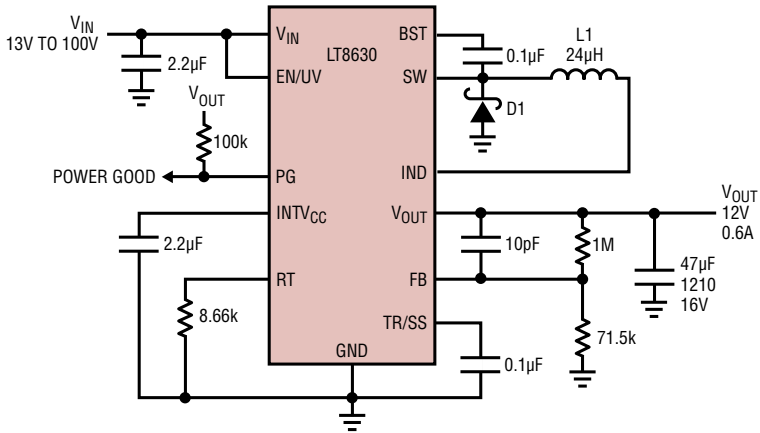 VIN
13V TO 100V
2.2µF
VIN
LT8630
BST
0.1µF
L1
24µH
EN/UV
SW
D1
VOUT
100k
POWER GOOD
PG
IND
INTVCC
VOUT
VOUT
12V
0.6A
2.2µF
10pF
1M
47µF
1210
16V
RT
FB
8.66k
TR/SS
71.5k
GND
0.1µF